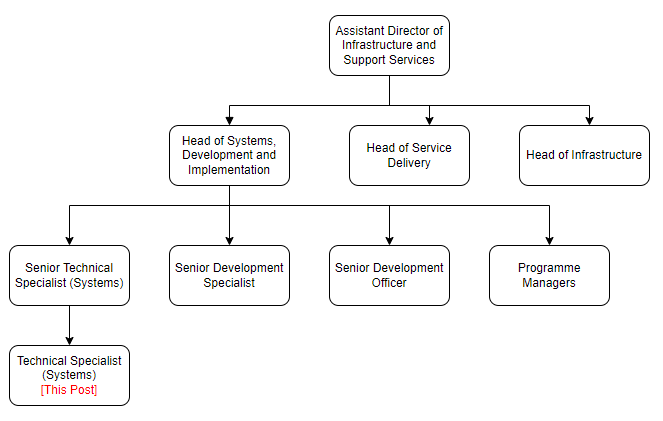 Assistant Director of
Infrastructure and
Support Services
Head of Systems,
Development and
Implementation
Head of Service
Delivery
Head of Infrastructure
Senior Technical
Specialist (Systems)
Senior Development
Specialist
Senior Development
Officer
Programme
Managers
Technical Specialist
(Systems)
[This Post]